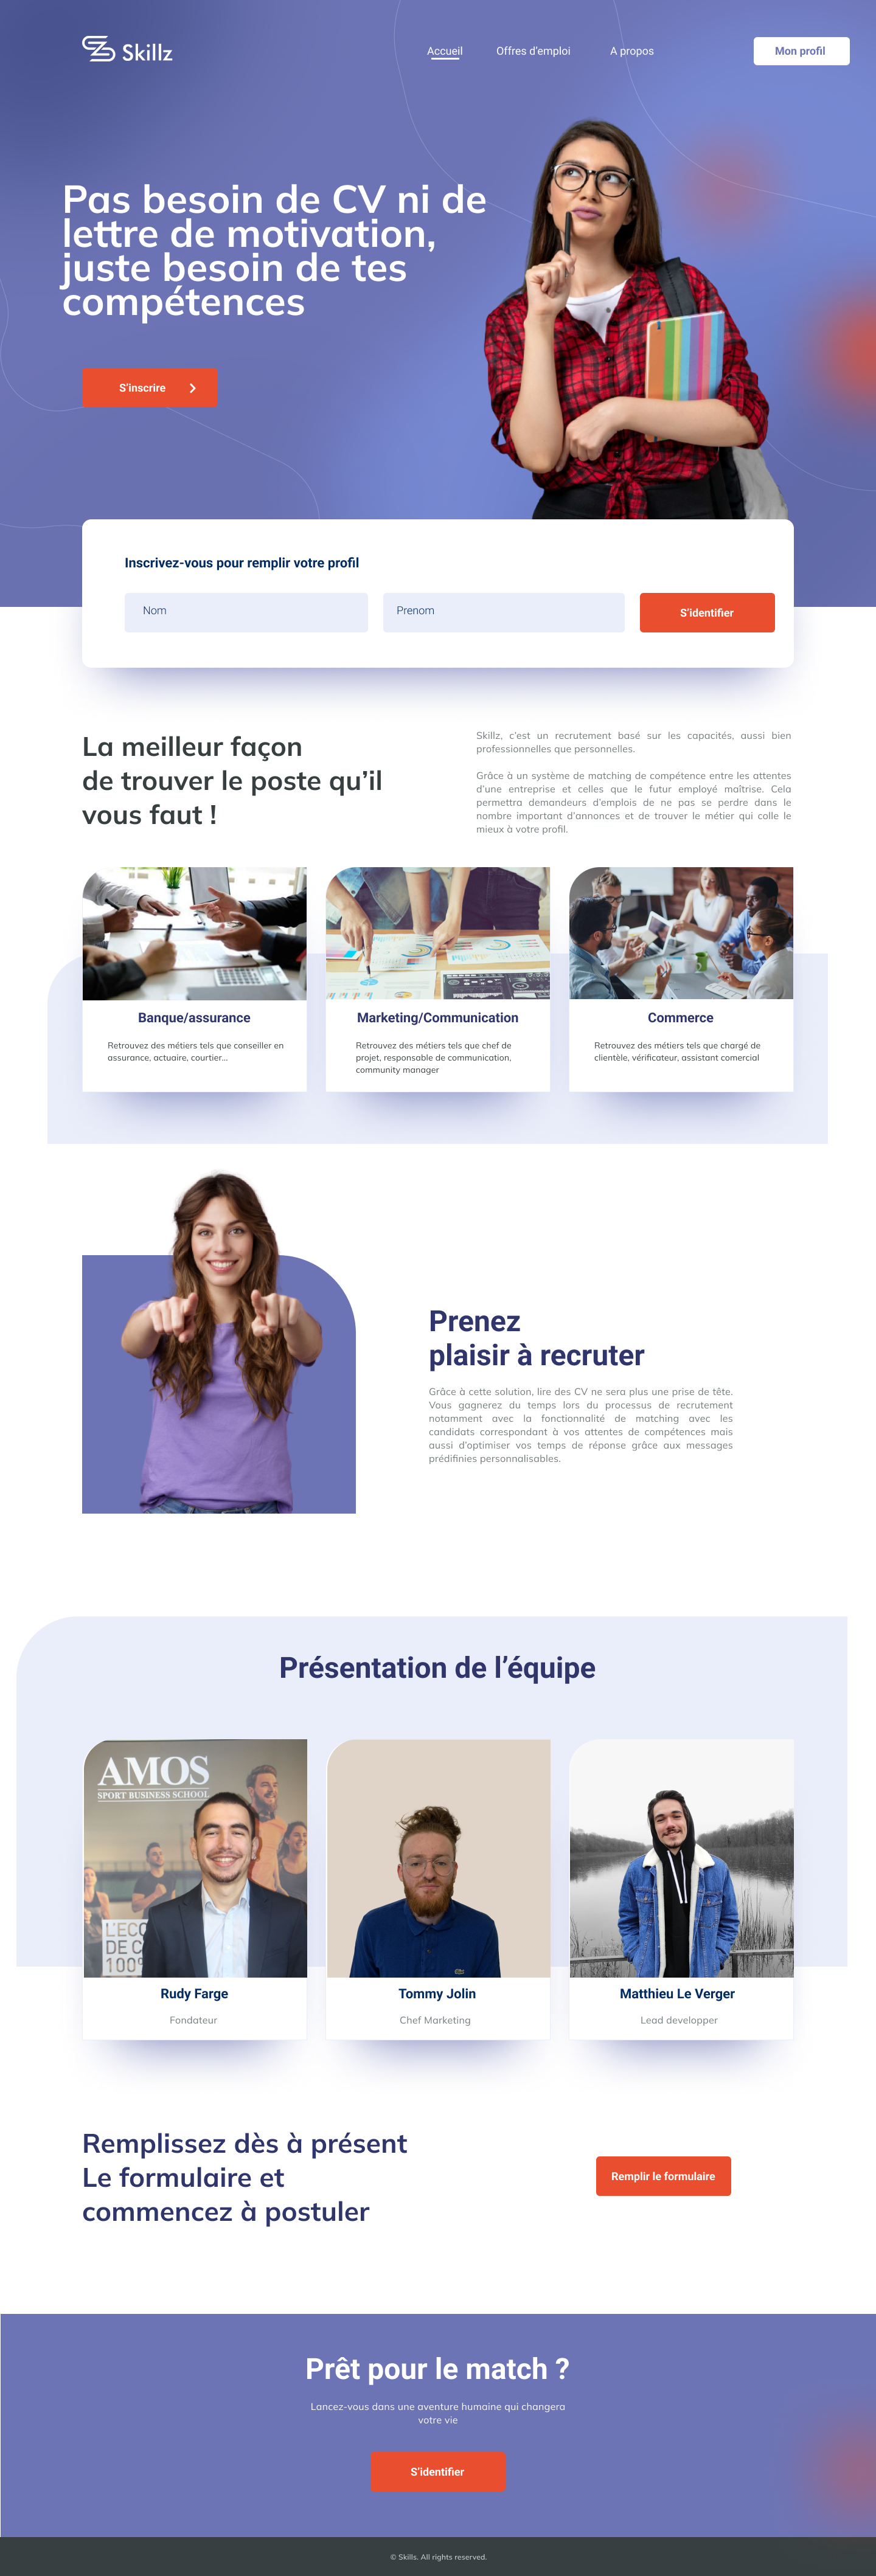 Skillz
Accueil
Offres d'emploi
A propos
Mon profil
Pas besoin de CV ni de
lettre de motivation,
juste besoin de tes
compétences
S'inscrire
Inscrivez-vous pour remplir votre profil
Nom
Prenom
S'identifier
La meilleur façon
de trouver le poste qu'il
vous faut !
Skillz, c'est un recrutement basé sur les capacités, aussi bien
professionnelles que personnelles.
Grâce à un système de matching de compétence entre les attentes
d'une entreprise et celles que le futur employé maîtrise. Cela
permettra demandeurs d'emplois de ne pas se perdre dans le
nombre important d'annonces et de trouver le métier qui colle le
mieux à votre profil.
Banque/assurance
Retrouvez des métiers tels que conseiller en
assurance, actuaire, courtier...
Marketing/Communication
Retrouvez des métiers tels que chef de
projet, responsable de communication,
community manager
Commerce
Retrouvez des métiers tels que chargé de
clientèle, vérificateur, assistant comercial
Prenez
plaisir à recruter
Grâce à cette solution, lire des CV ne sera plus une prise de tête.
Vous gagnerez du temps lors du processus de recrutement
notamment avec la fonctionnalité de matching avec les
candidats correspondant à vos attentes de compétences mais
aussi d'optimiser vos temps de réponse grâce aux messages
prédifinies personnalisables.
Présentation de l'équipe
AMOS
SPORT BUSINESS SCHOOL
L'ECO
DE C
100%
Rudy Farge
Fondateur
Tommy Jolin
Chef Marketing
Matthieu Le Verger
Lead developper
Remplissez dès à présent
Le formulaire et
commencez à postuler
Remplir le formulaire
Prêt pour le match ?
Lancez-vous dans une aventure humaine qui changera
votre vie
S'identifier
© Skills. All rights reserved.